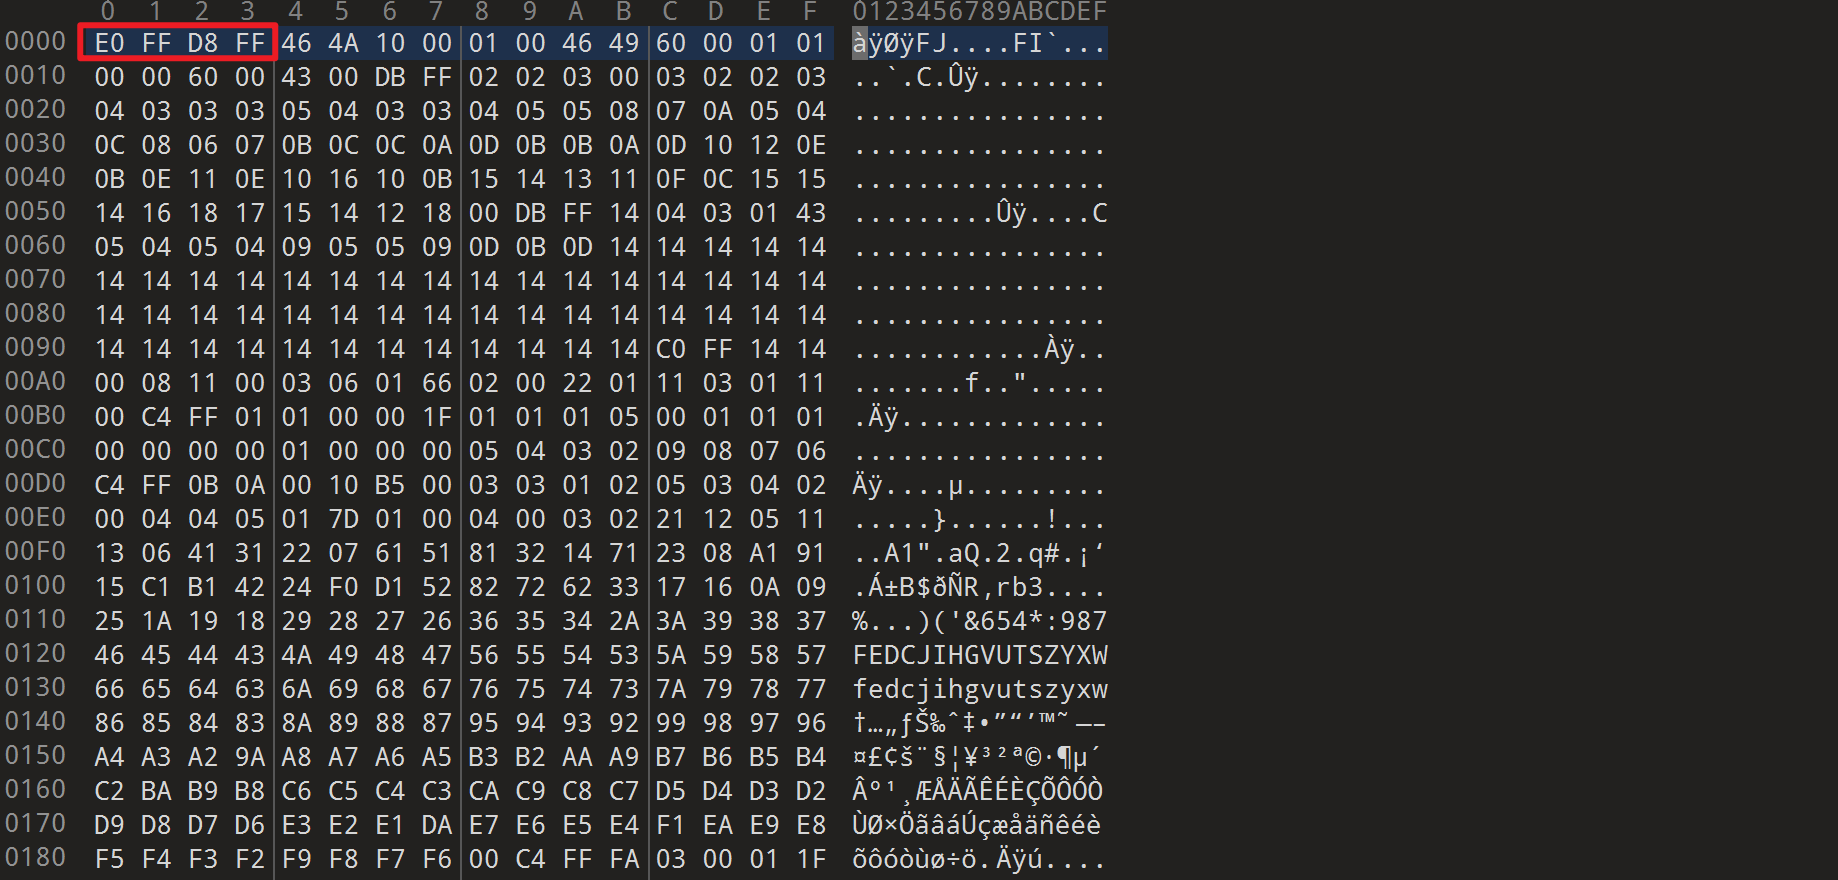 0 1 2 3 4 5 6 7 8 9 A B C D E F 0123456789ABCDEF
0000 E0 FF D8 FF 46 4A 10 00 01 00 46 49 60 00 01 01 àÿØÿFJ....FI`...
0010 00 00 60 00 43 00 DB FF 02 02 03 00 03 02 02 03 ..`.C.Ûÿ........
0020 04 03 03 03 05 04 03 03 04 05 05 08 07 0A 05 04 ................
0030 0C 08 06 07 0B 0C 0C 0A 0D 0B 0B 0A 0D 10 12 0E ................
0040 0B 0E 11 0E 10 16 10 0B 15 14 13 11 0F 0C 15 15 ................
0050 14 16 18 17 15 14 12 18 00 DB FF 14 04 03 01 43 .........Ûÿ....C
0060 05 04 05 04 09 05 05 09 0D 0B 0D 14 14 14 14 14 ................
0070 14 14 14 14 14 14 14 14 14 14 14 14 14 14 14 14 ................
0080 14 14 14 14 14 14 14 14 14 14 14 14 14 14 14 14 ................
0090 14 14 14 14 14 14 14 14 14 14 14 14 C0 FF 14 14 ............Àÿ..
00A0 00 08 11 00 03 06 01 66 02 00 22 01 11 03 01 11 .......f..".....
00B0 00 C4 FF 01 01 00 00 1F 01 01 01 05 00 01 01 01 .Äÿ.............
00C0 00 00 00 00 01 00 00 00 05 04 03 02 09 08 07 06 ................
00D0 C4 FF 0B 0A 00 10 B5 00 03 03 01 02 05 03 04 02 Äÿ....µ.........
00E0 00 04 04 05 01 7D 01 00 04 00 03 02 21 12 05 11 .....}......!...
00F0 13 06 41 31 22 07 61 51 81 32 14 71 23 08 A1 91 ..A1".aQ.2.q#.¡‘
0100 15 C1 B1 42 24 F0 D1 52 82 72 62 33 17 16 0A 09 .Á±B$ðÑR‚rb3....
0110 25 1A 19 18 29 28 27 26 36 35 34 2A 3A 39 38 37 %...)('&654*:987
0120 46 45 44 43 4A 49 48 47 56 55 54 53 5A 59 58 57 FEDCJIHGVUTSZYXW
0130 66 65 64 63 6A 69 68 67 76 75 74 73 7A 79 78 77 fedcjihgvutszyxw
0140 86 85 84 83 8A 89 88 87 95 94 93 92 99 98 97 96 †…„ƒŠ‰ˆ‡•”“’™˜—–
0150 A4 A3 A2 9A A8 A7 A6 A5 B3 B2 AA A9 B7 B6 B5 B4 ¤£¢š¨§¦¥³²ª©·¶µ´
0160 C2 BA B9 B8 C6 C5 C4 C3 CA C9 C8 C7 D5 D4 D3 D2 Âº¹¸ÆÅÄÃÊÉÈÇÕÔÓÒ
0170 D9 D8 D7 D6 E3 E2 E1 DA E7 E6 E5 E4 F1 EA E9 E8 ÙØ×ÖãâáÚçæåäñêéè
0180 F5 F4 F3 F2 F9 F8 F7 F6 00 C4 FF FA 03 00 01 1F õôóòùø÷ö.Äÿú....